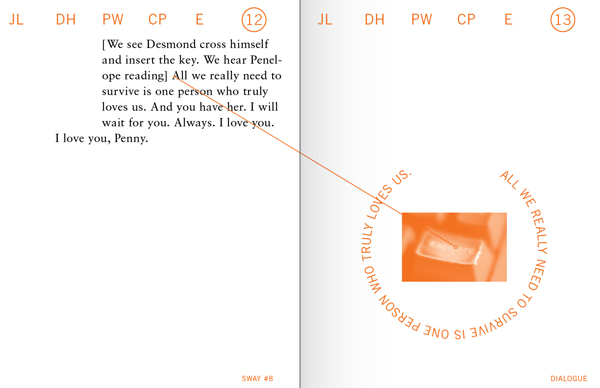 JL DH PW CP E 12
[We see Desmond cross himself
and insert the key. We hear Penel-
ope reading] All we really need to
survive is one person who truly
loves us. And you have her. I will
wait for you. Always. I love you.
I love you, Penny.
SWAY #8
JL DH PW CP E 13
ALL WE REALLY NEED TO SURVIVE IS ONE PERSON WHO TRULY LOVES US.
DIALOGUE